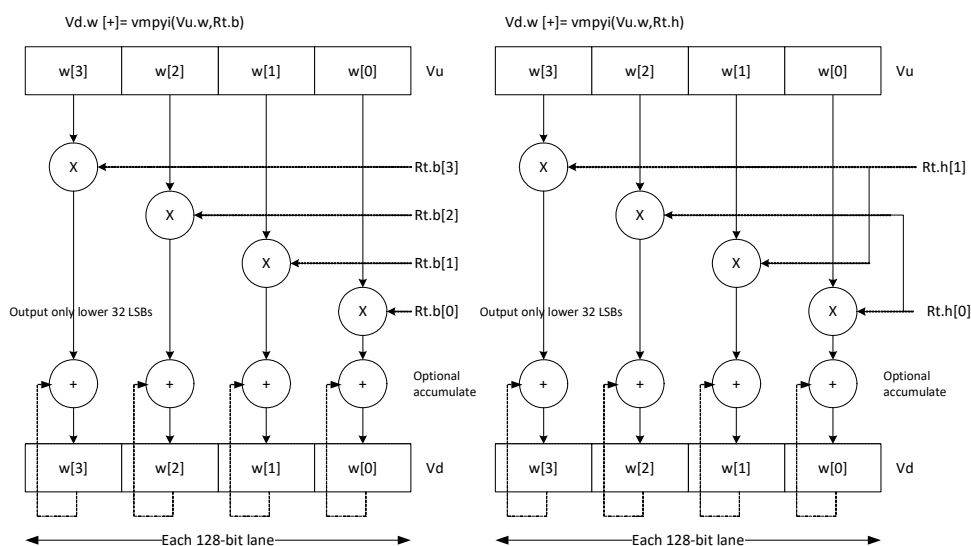 Vd.w [+]= vmpyi(Vu.w,Rt.b)
w[3] w[2] w[1] w[0] Vu
X Rt.b[3]
X Rt.b[2]
X Rt.b[1]
X Rt.b[0]
Output only lower 32 LSBs
+ + + + Optional
accumulate
w[3] w[2] w[1] w[0] Vd
Each 128-bit lane
Vd.w [+]= vmpyi(Vu.w,Rt.h)
w[3] w[2] w[1] w[0] Vu
X Rt.h[1]
X
X
X Rt.h[0]
Output only lower 32 LSBs
+ + + + Optional
accumulate
w[3] w[2] w[1] w[0] Vd
Each 128-bit lane